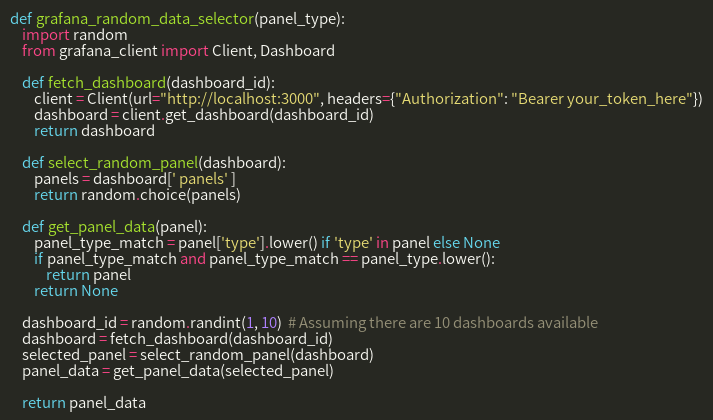 def grafana_random_data_selector(panel_type):
    import random
    from grafana_client import Client, Dashboard

    def fetch_dashboard(dashboard_id):
        client = Client(url="http://localhost:3000", headers={"Authorization": "Bearer your_token_here"})
        dashboard = client.get_dashboard(dashboard_id)
        return dashboard

    def select_random_panel(dashboard):
        panels = dashboard[' panels' ]
        return random.choice(panels)

    def get_panel_data(panel):
        panel_type_match = panel['type'].lower() if 'type' in panel else None
        if panel_type_match and panel_type_match == panel_type.lower():
            return panel
        return None

    dashboard_id = random.randint(1, 10)  # Assuming there are 10 dashboards available
    dashboard = fetch_dashboard(dashboard_id)
    selected_panel = select_random_panel(dashboard)
    panel_data = get_panel_data(selected_panel)

    return panel_data